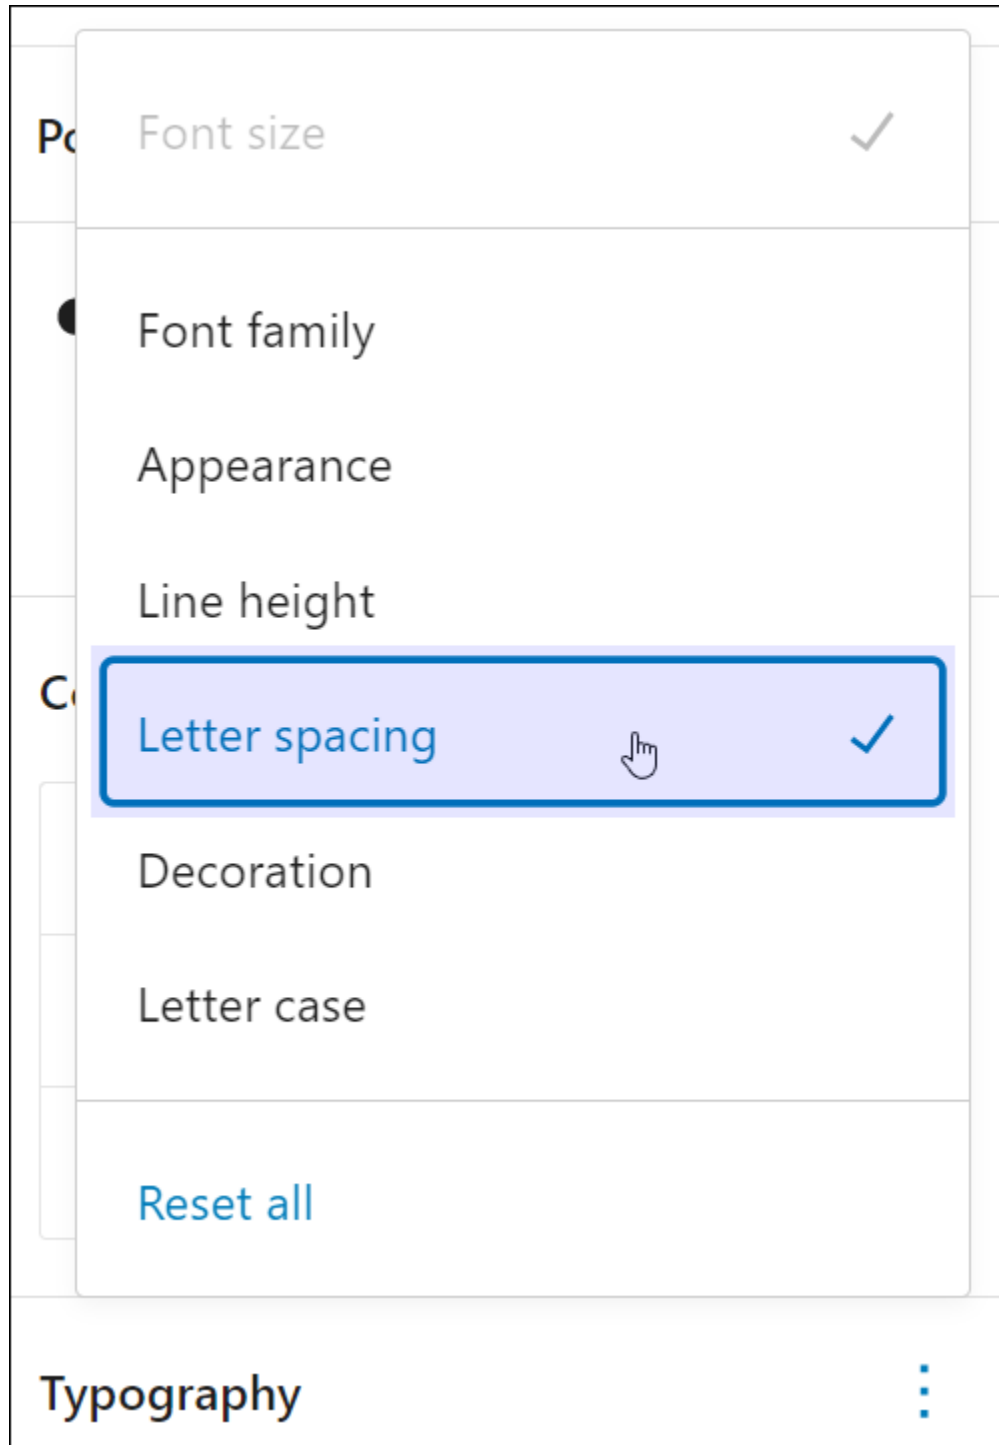 Font size
Font family
Appearance
Line height
Letter spacing
Decoration
Letter case
Reset all
Typography